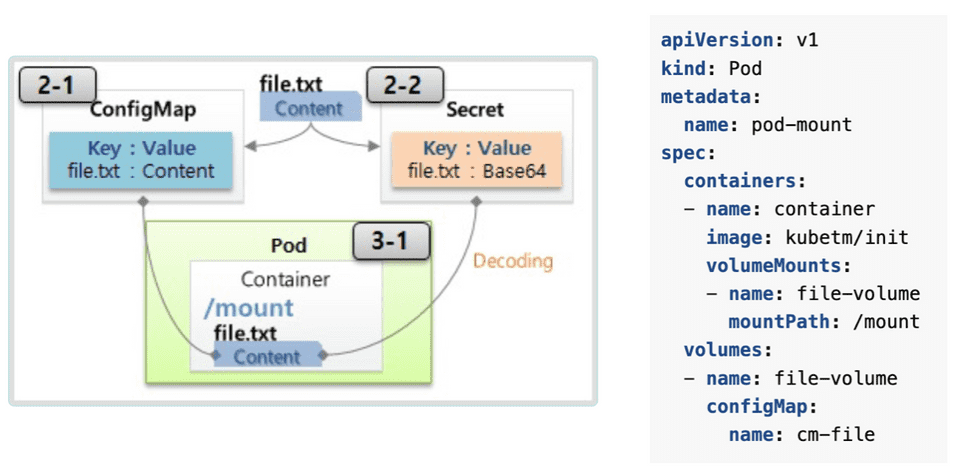 2-1
ConfigMap
Key : Value
file.txt : Content
file.txt
Content
2-2
Secret
Key : Value
file.txt : Base64
Pod
3-1
Container
/mount
file.txt
Content
Decoding
apiVersion: v1
kind: Pod
metadata:
  name: pod-mount
spec:
  containers:
  - name: container
    image: kubetm/init
    volumeMounts:
    - name: file-volume
      mountPath: /mount
  volumes:
  - name: file-volume
    configMap:
      name: cm-file